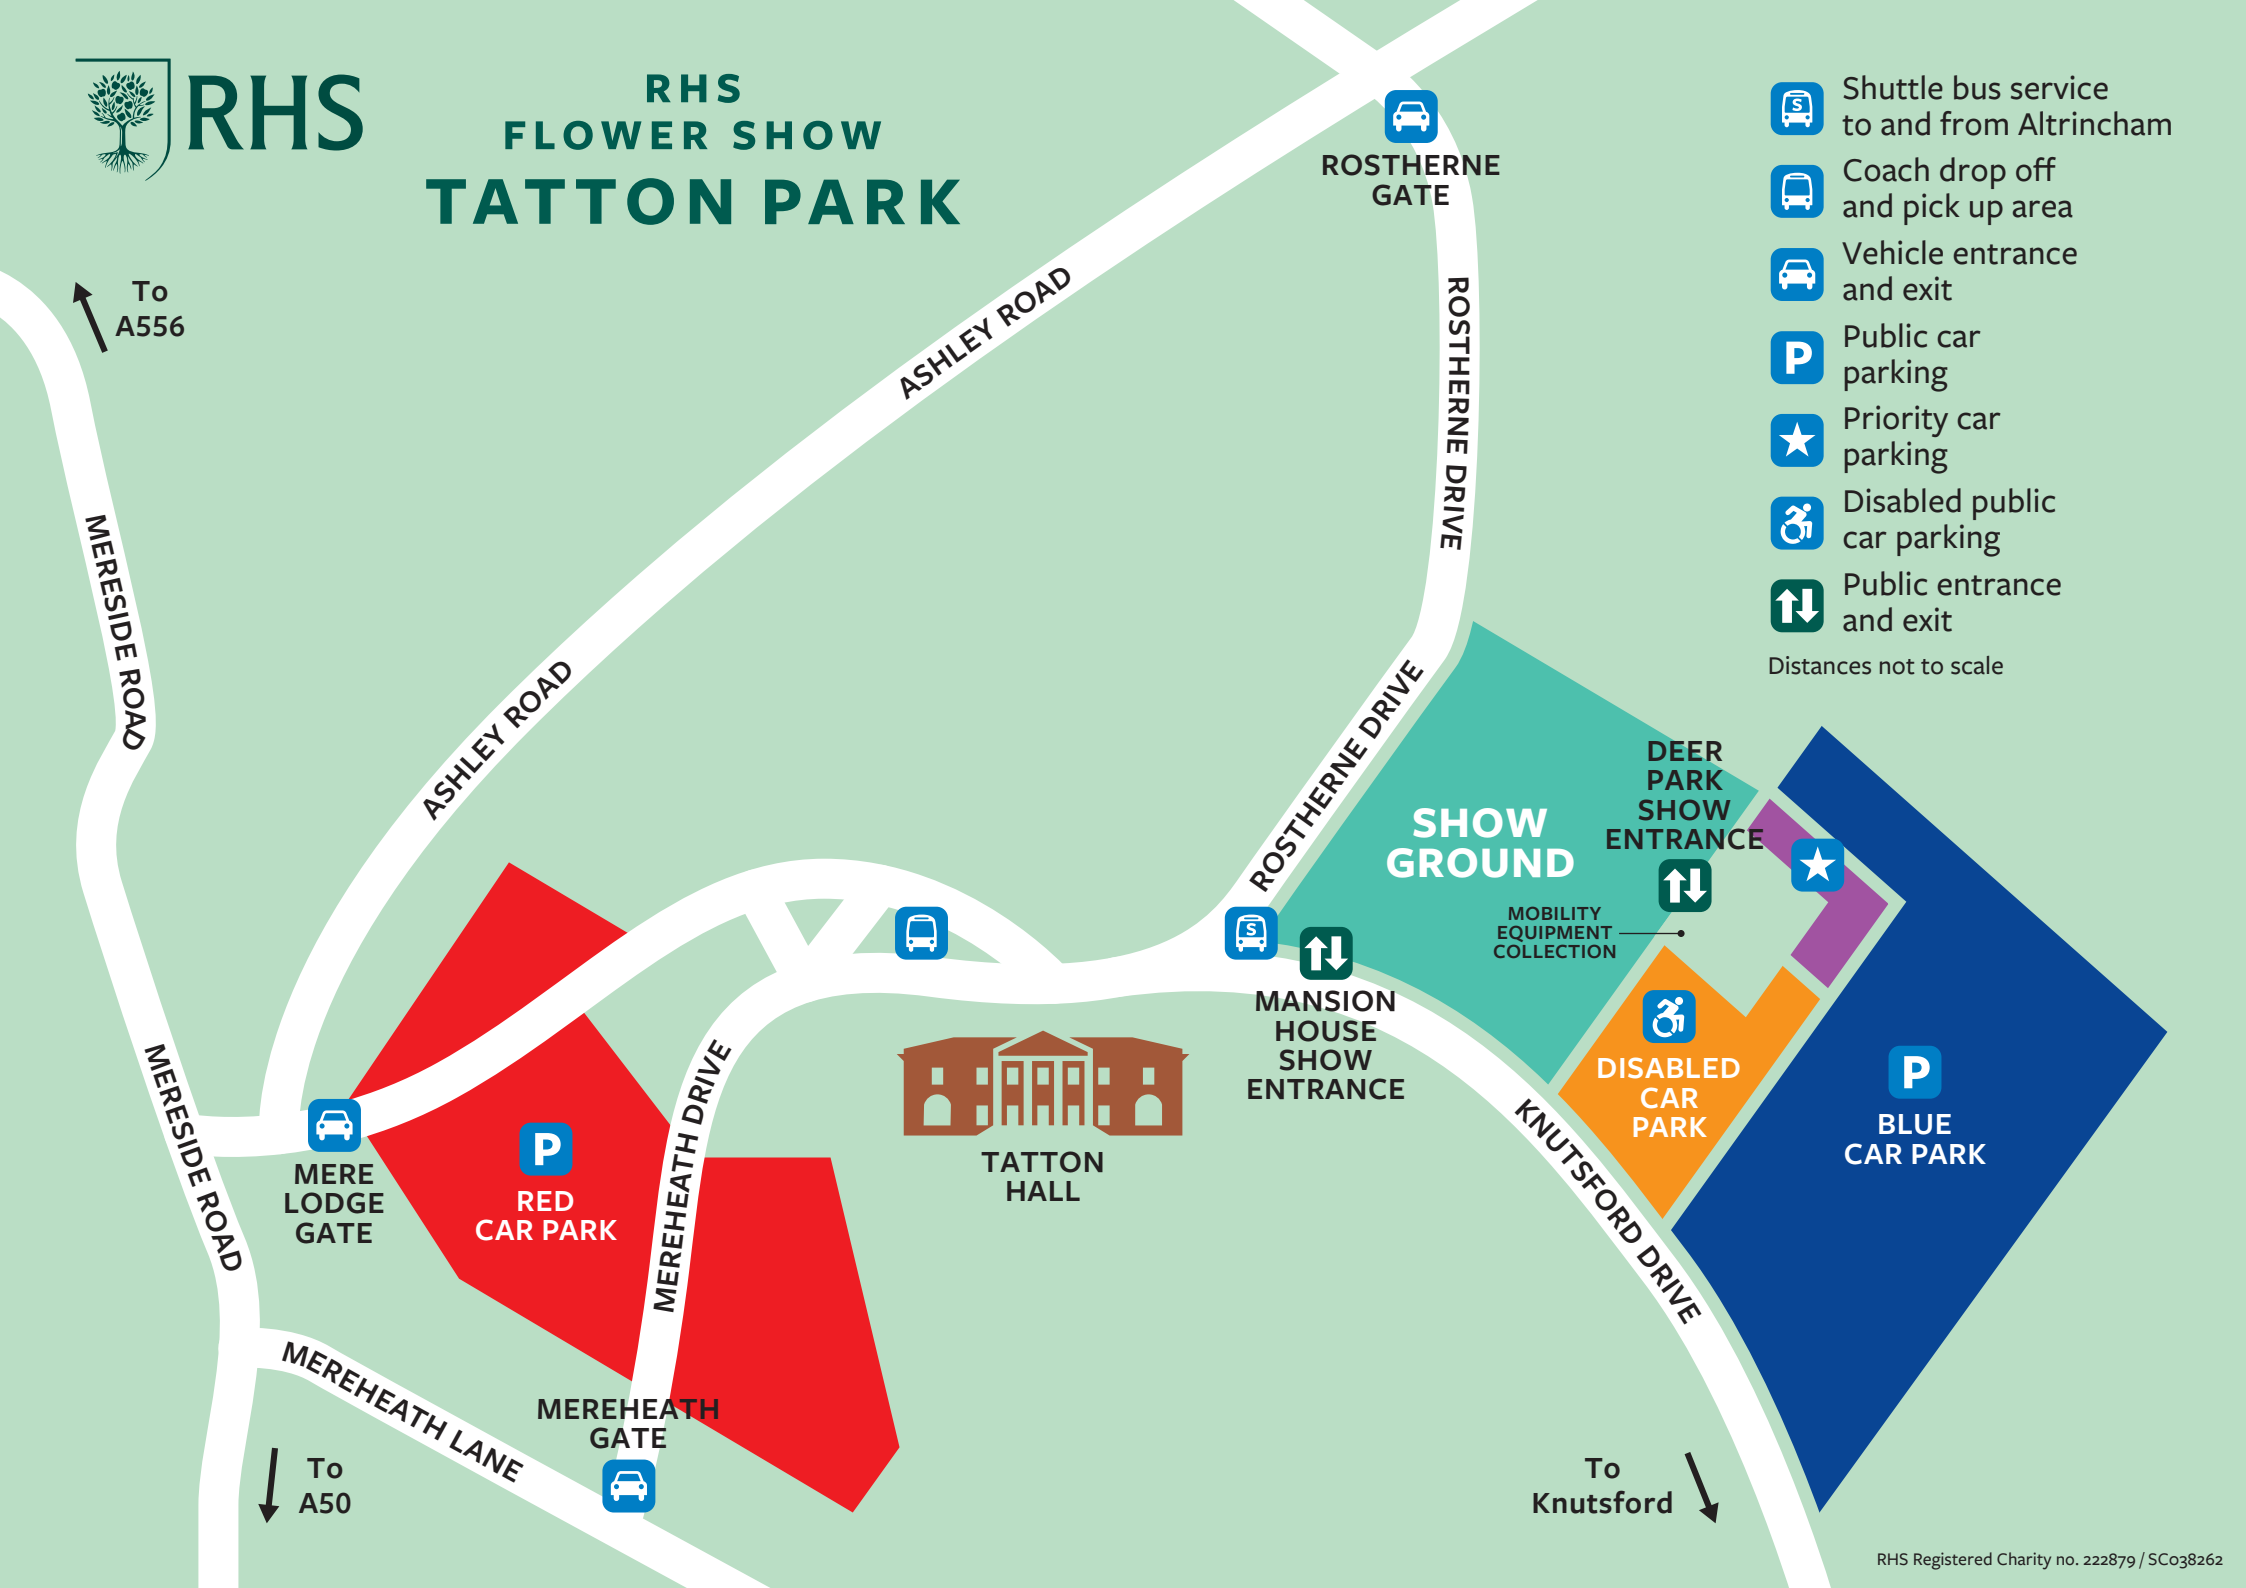 RHS
RHS
FLOWER SHOW
TATTON PARK
S
Shuttle bus service
to and from Altrincham
Coach drop off
and pick up area
Vehicle entrance
and exit
P
Public car
parking
Priority car
parking
Disabled public
car parking
Public entrance
and exit
Distances not to scale
ROSTHERNE
GATE
To
A556
ASHLEY ROAD
ROSTHERNE DRIVE
MERESIDE ROAD
ASHLEY ROAD
ROSTHERNE DRIVE
DEER
PARK
SHOW
ENTRANCE
SHOW
GROUND
MOBILITY
EQUIPMENT
COLLECTION
S
MANSION
HOUSE
SHOW
ENTRANCE
DISABLED
CAR
PARK
P
BLUE
CAR PARK
MERESIDE ROAD
MERE
LODGE
GATE
P
RED
CAR PARK
MEREHEATH DRIVE
TATTON
HALL
KNUTSFORD DRIVE
MEREHEATH LANE
MEREHEATH
GATE
To
A50
To
Knutsford
RHS Registered Charity no. 222879 / SC038262